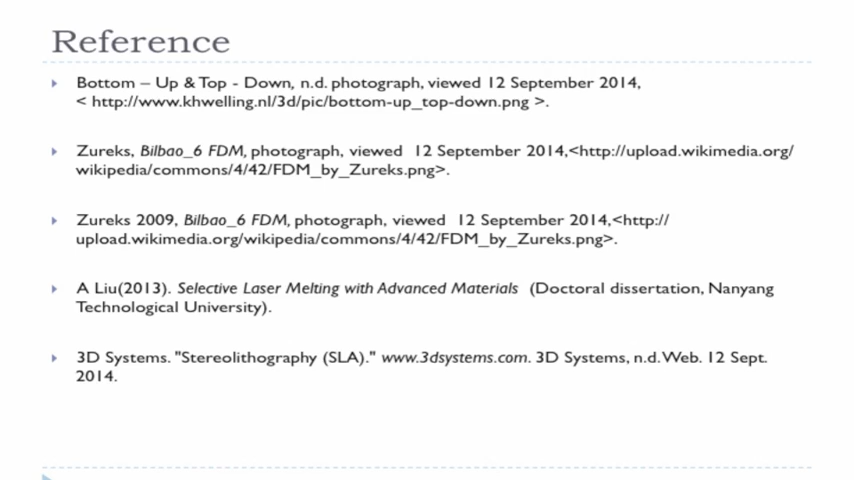 Reference
Bottom – Up & Top - Down, n.d. photograph, viewed 12 September 2014,
< http://www.khwelling.nl/3d/pic/bottom-up_top-down.png >.
Zureks, Bilbao_6 FDM, photograph, viewed 12 September 2014,<http://upload.wikimedia.org/
wikipedia/commons/4/42/FDM_by_Zureks.png>.
Zureks 2009, Bilbao_6 FDM, photograph, viewed 12 September 2014,<http://
upload.wikimedia.org/wikipedia/commons/4/42/FDM_by_Zureks.png>.
A Liu(2013). Selective Laser Melting with Advanced Materials (Doctoral dissertation, Nanyang
Technological University).
3D Systems. "Stereolithography (SLA)." www.3dsystems.com. 3D Systems, n.d. Web. 12 Sept.
2014.